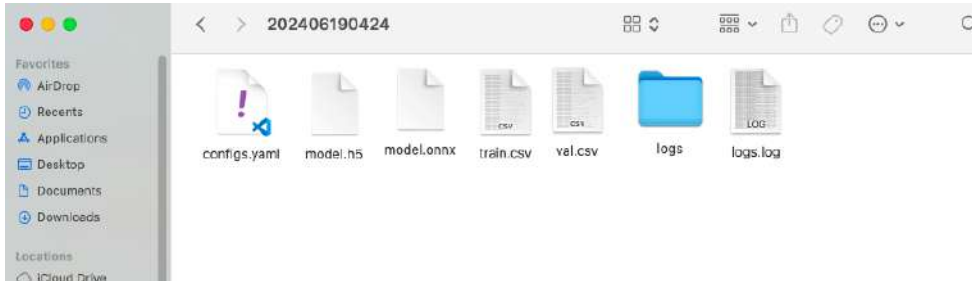 202406190424
Favorites
AirDrop
Recents
Applications
Desktop
Documents
Downloads
Locations
iCloud Drive
CSV
CSV
LOG
configs.yaml
model.h5
model.onnx
train.csv
val.csv
logs
logs.log